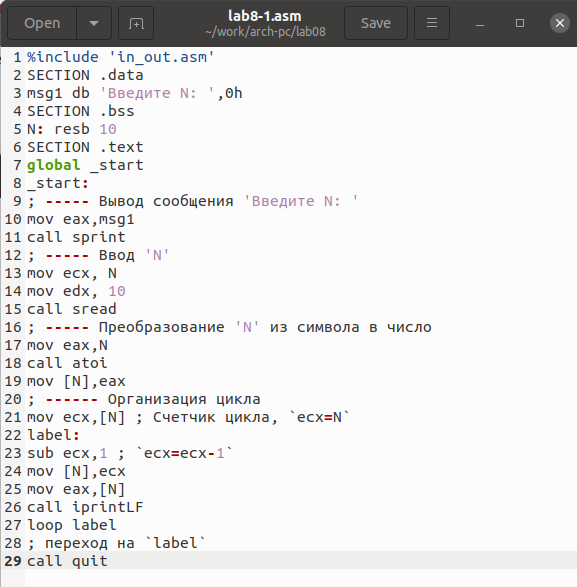 Open
lab8-1.asm
~/work/arch-pc/lab08
Save
1 %include 'in_out.asm'
2 SECTION .data
3 msg1 db 'Введите N: ',0h
4 SECTION .bss
5 N: resb 10
6 SECTION .text
7 global _start
8 _start:
9 ; ----- Вывод сообщения 'Введите N: '
10 mov eax,msg1
11 call sprint
12 ; ----- Ввод 'N'
13 mov ecx, N
14 mov edx, 10
15 call sread
16 ; ----- Преобразование 'N' из символа в число
17 mov eax,N
18 call atoi
19 mov [N],eax
20 ; ------ Организация цикла
21 mov ecx,[N] ; Счетчик цикла, `ecx=N`
22 label:
23 sub ecx,1 ; `ecx=ecx-1`
24 mov [N],ecx
25 mov eax,[N]
26 call iprintLF
27 loop label
28 ; переход на `label`
29 call quit